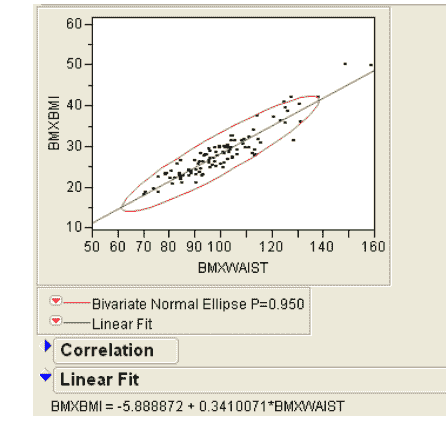 60
50
40
30
20
10
BMXBMI
50 60 70 80 90 100 120 140 160
BMXWAIST
Bivariate Normal Ellipse P=0.950
Linear Fit
Correlation
Linear Fit
BMXBMI = -5.888872 + 0.3410071*BMXWAIST